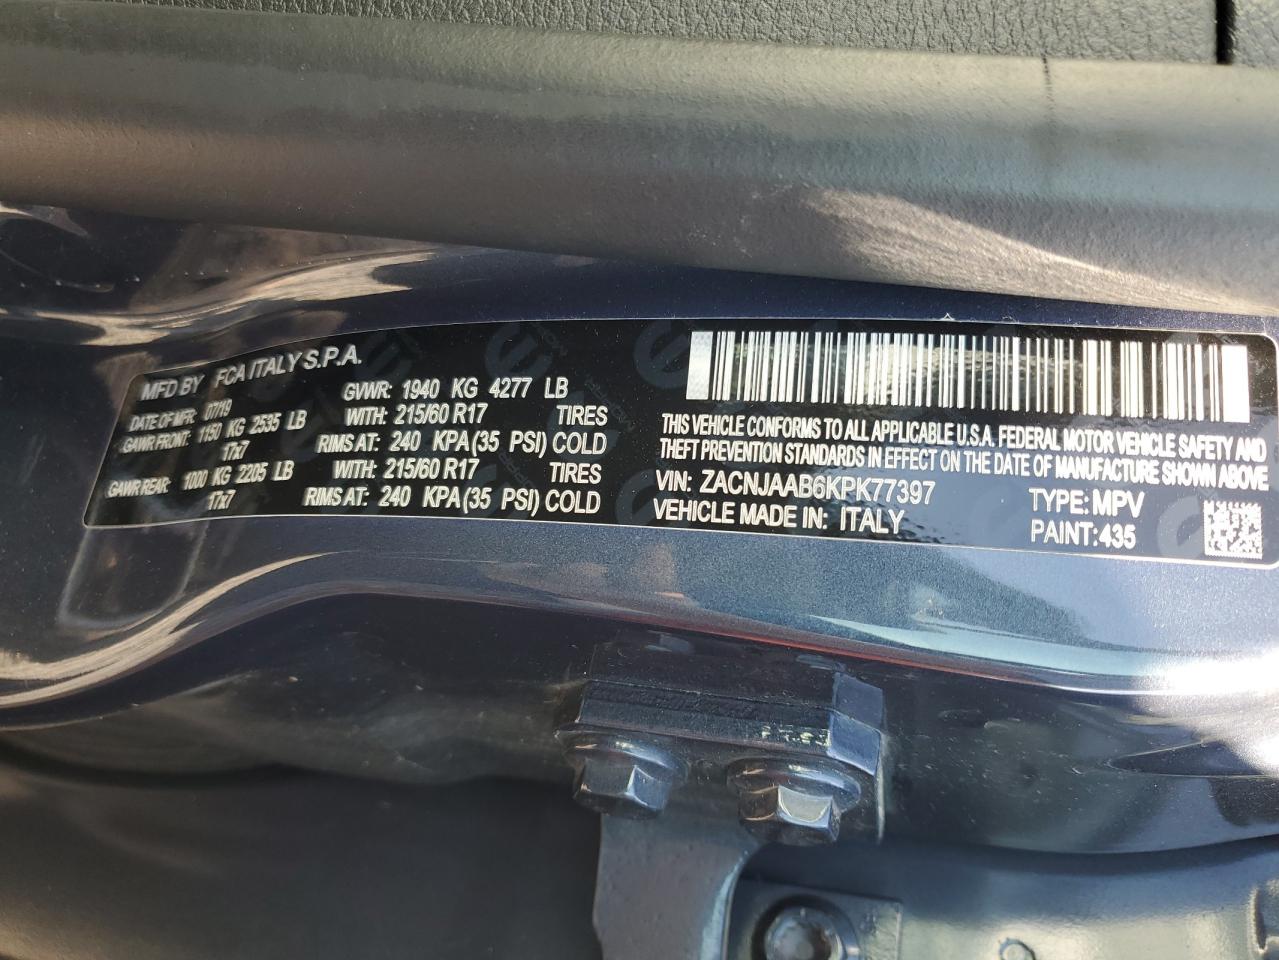 MFD BY FCA ITALY S.P.A.
DATE OF MFR: 07/19 GVWR: 1940 KG 4277 LB
GAWR FRONT: 1150 KG 2535 LB WITH: 215/60 R17 TIRES
17x7 RIMS AT: 240 KPA(35 PSI) COLD
GAWR REAR: 1000 KG 2205 LB WITH: 215/60 R17 TIRES
17x7 RIMS AT: 240 KPA(35 PSI) COLD
THIS VEHICLE CONFORMS TO ALL APPLICABLE U.S.A. FEDERAL MOTOR VEHICLE SAFETY AND
THEFT PREVENTION STANDARDS IN EFFECT ON THE DATE OF MANUFACTURE SHOWN ABOVE
VIN: ZACNJAAB6KPK77397 TYPE: MPV
VEHICLE MADE IN: ITALY PAINT:435